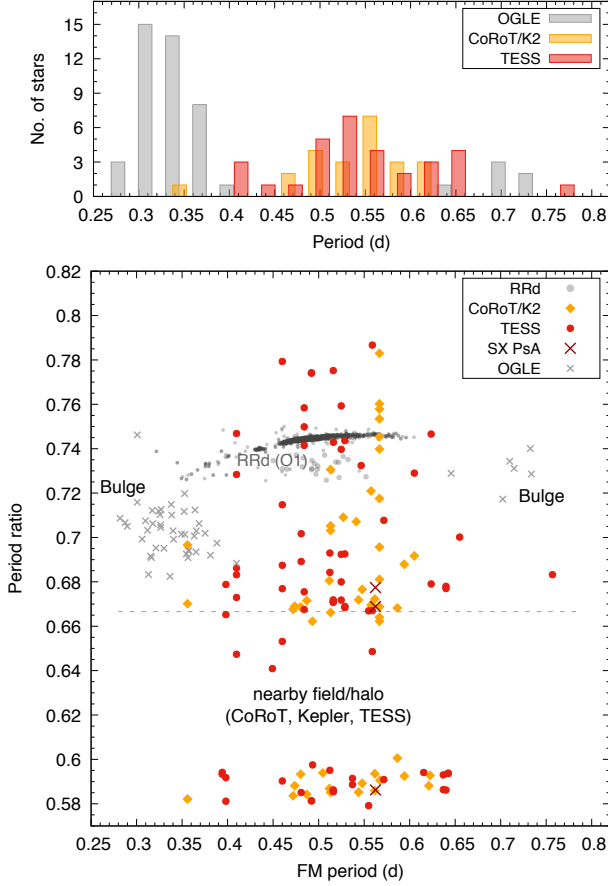 No. of stars
15
12
9
6
3
0
OGLE
CoRoT/K2
TESS
0.25 0.3 0.35 0.4 0.45 0.5 0.55 0.6 0.65 0.7 0.75 0.8
Period (d)
Period ratio
0.82
0.8
0.78
0.76
0.74
0.72
0.7
0.68
0.66
0.64
0.62
0.6
0.58
RRd
CoRoT/K2
TESS
SX PsA
OGLE
RRd (O1)
Bulge
Bulge
nearby field/halo
(CoRoT, Kepler, TESS)
0.25 0.3 0.35 0.4 0.45 0.5 0.55 0.6 0.65 0.7 0.75 0.8
FM period (d)